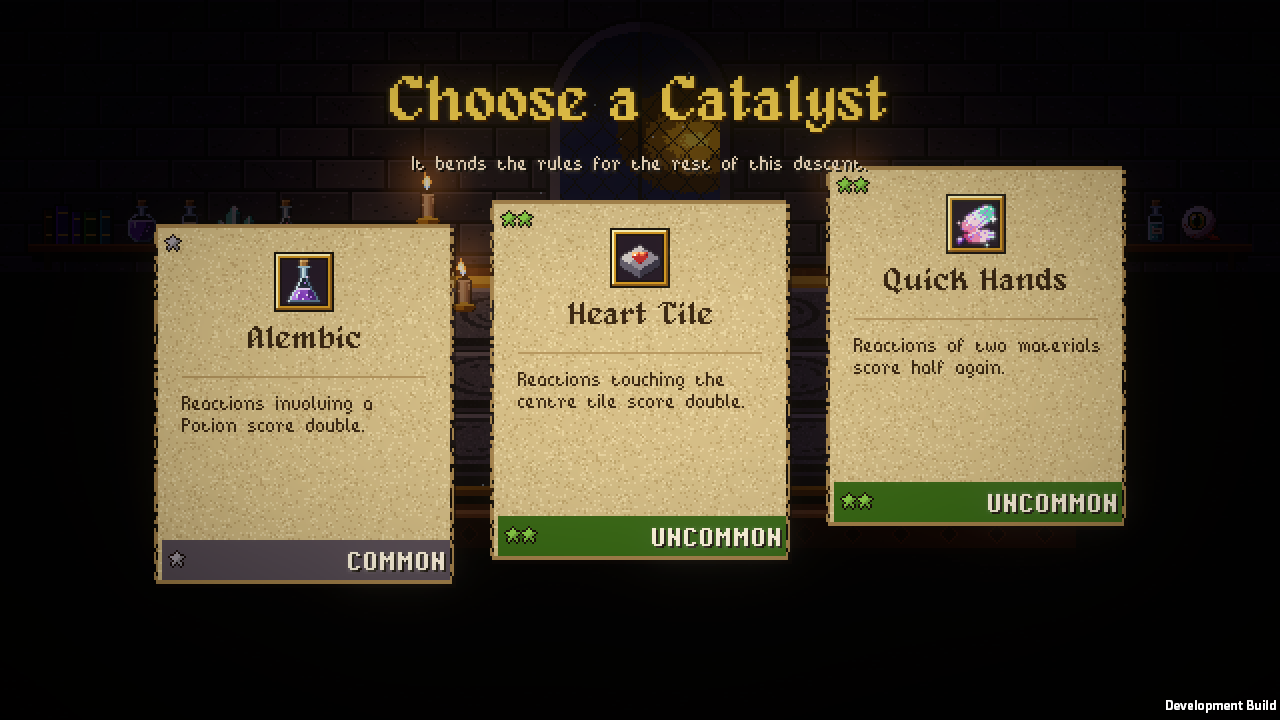 Choose a Catalyst
It bends the rules for the rest of this descent.
Alembic
Reactions involving a
Potion score double.
COMMON
Heart Tile
Reactions touching the
centre tile score double.
UNCOMMON
Quick Hands
Reactions of two materials
score half again.
UNCOMMON
Development Build